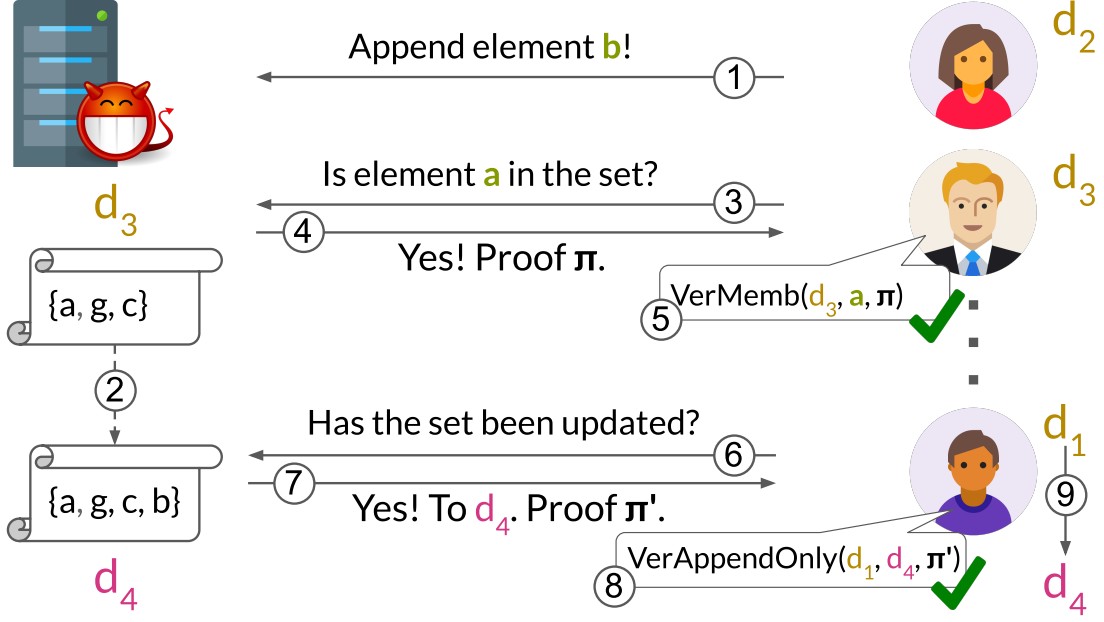 Append element b!
1
d2
Is element a in the set?
3
d3
d3
4
Yes! Proof π.
{a, g, c}
VerMemb(d3, a, π)
5
2
Has the set been updated?
6
d1
7
Yes! To d4. Proof π'.
9
{a, g, c, b}
VerAppendOnly(d1, d4, π')
8
d4
d4